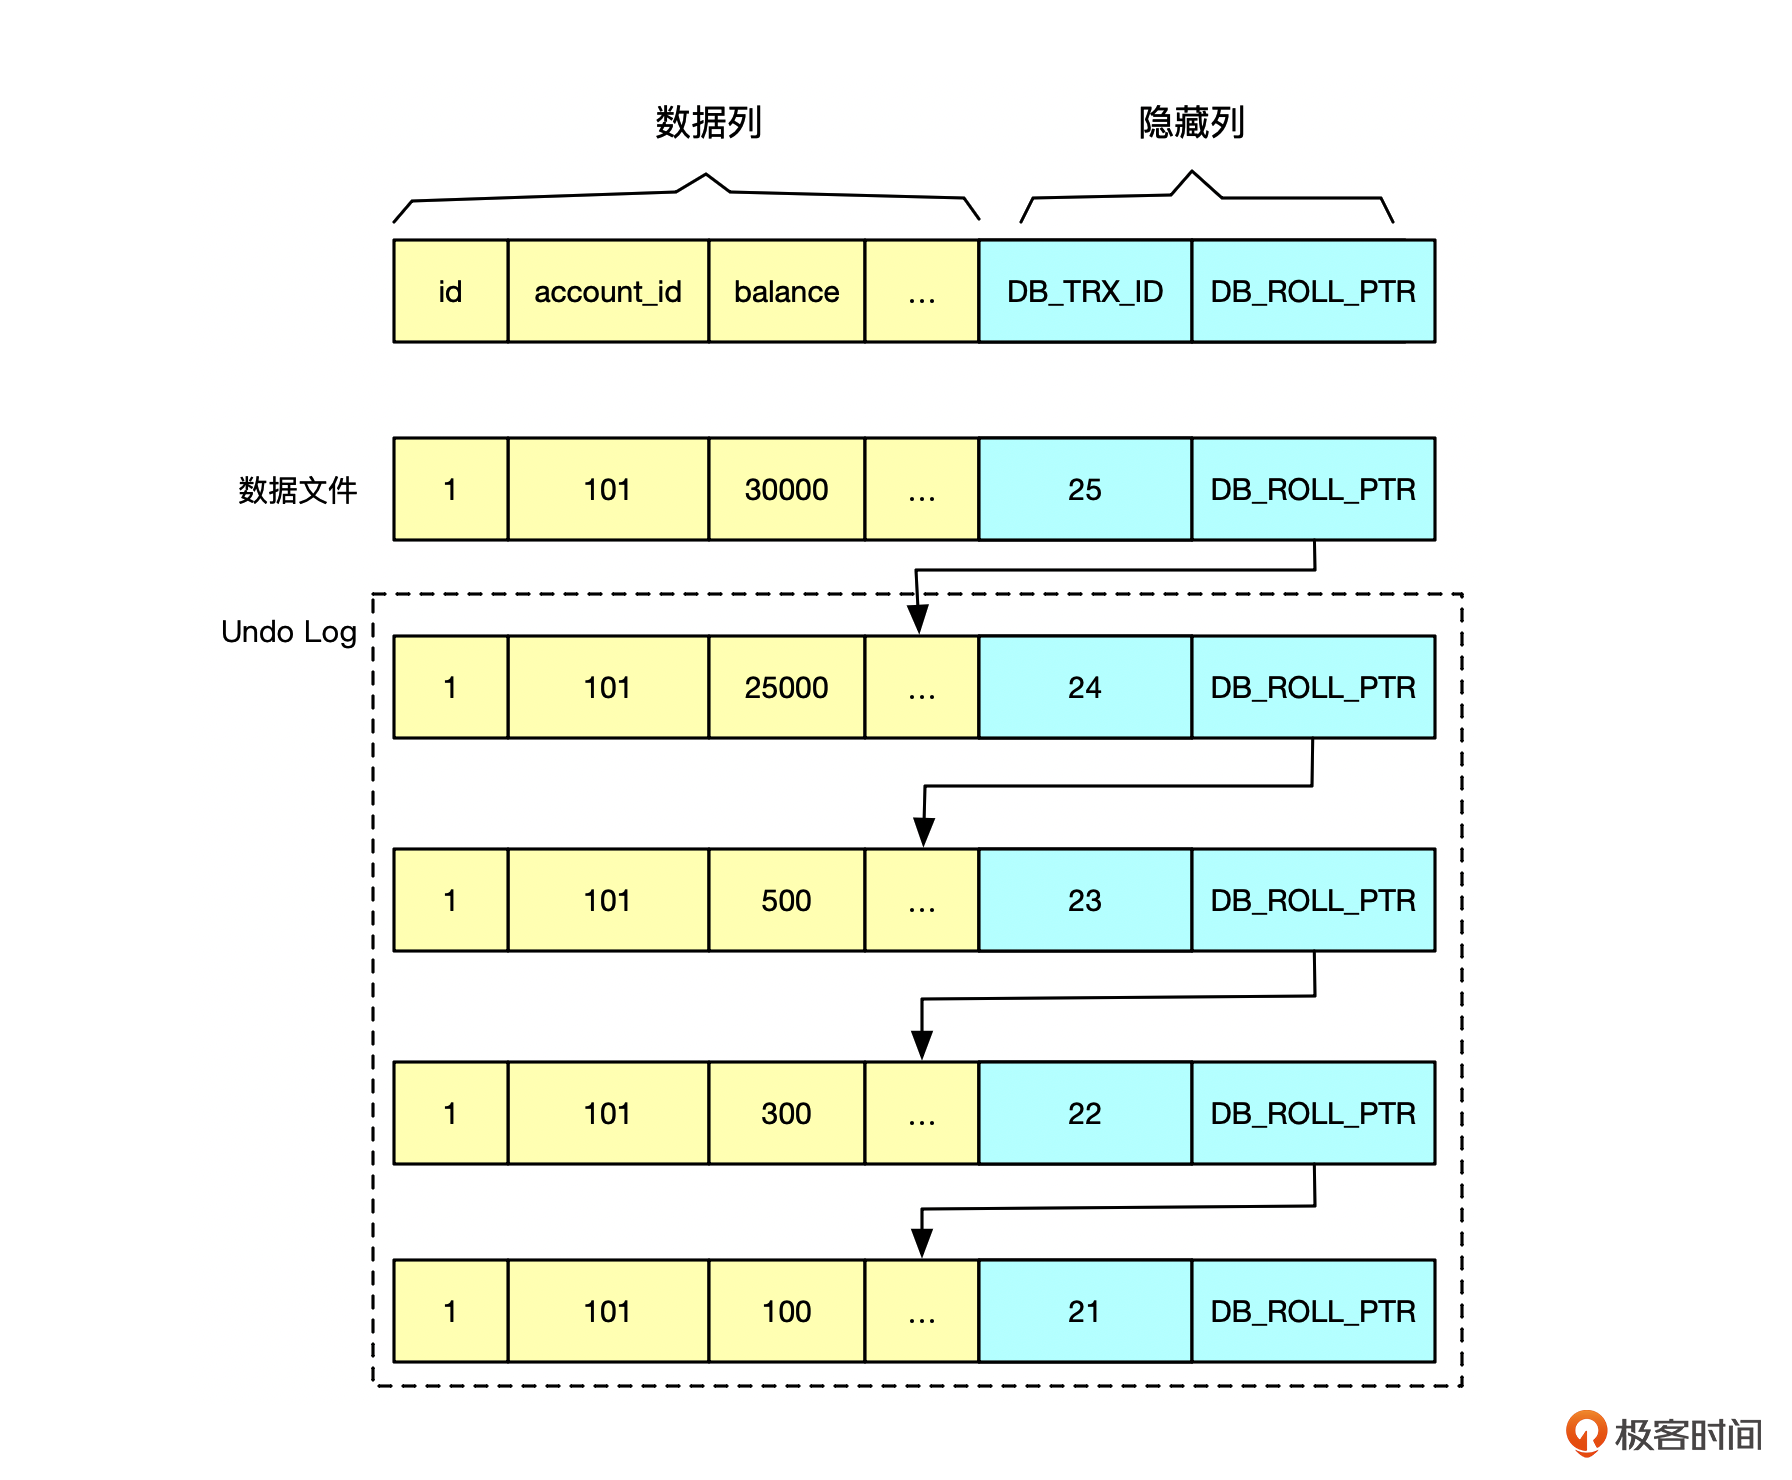 数据列 隐藏列
id account_id balance ... DB_TRX_ID DB_ROLL_PTR
数据文件 1 101 30000 ... 25 DB_ROLL_PTR
Undo Log
1 101 25000 ... 24 DB_ROLL_PTR
1 101 500 ... 23 DB_ROLL_PTR
1 101 300 ... 22 DB_ROLL_PTR
1 101 100 ... 21 DB_ROLL_PTR
极客时间